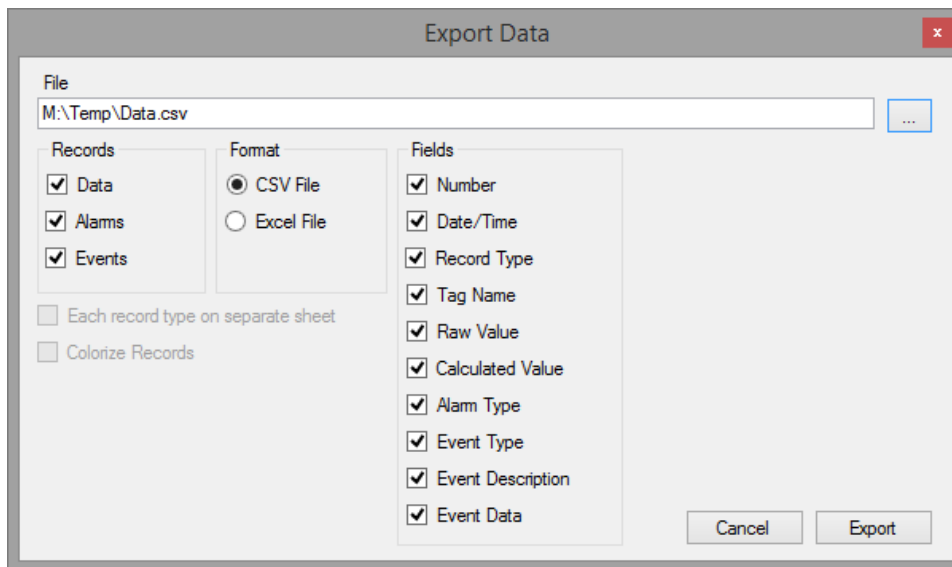 Export Data
x
File
M:\Temp\Data.csv
...
Records
Data
Alarms
Events
Format
CSV File
Excel File
Fields
Number
Date/Time
Record Type
Tag Name
Raw Value
Calculated Value
Alarm Type
Event Type
Event Description
Event Data
Each record type on separate sheet
Colorize Records
Cancel
Export